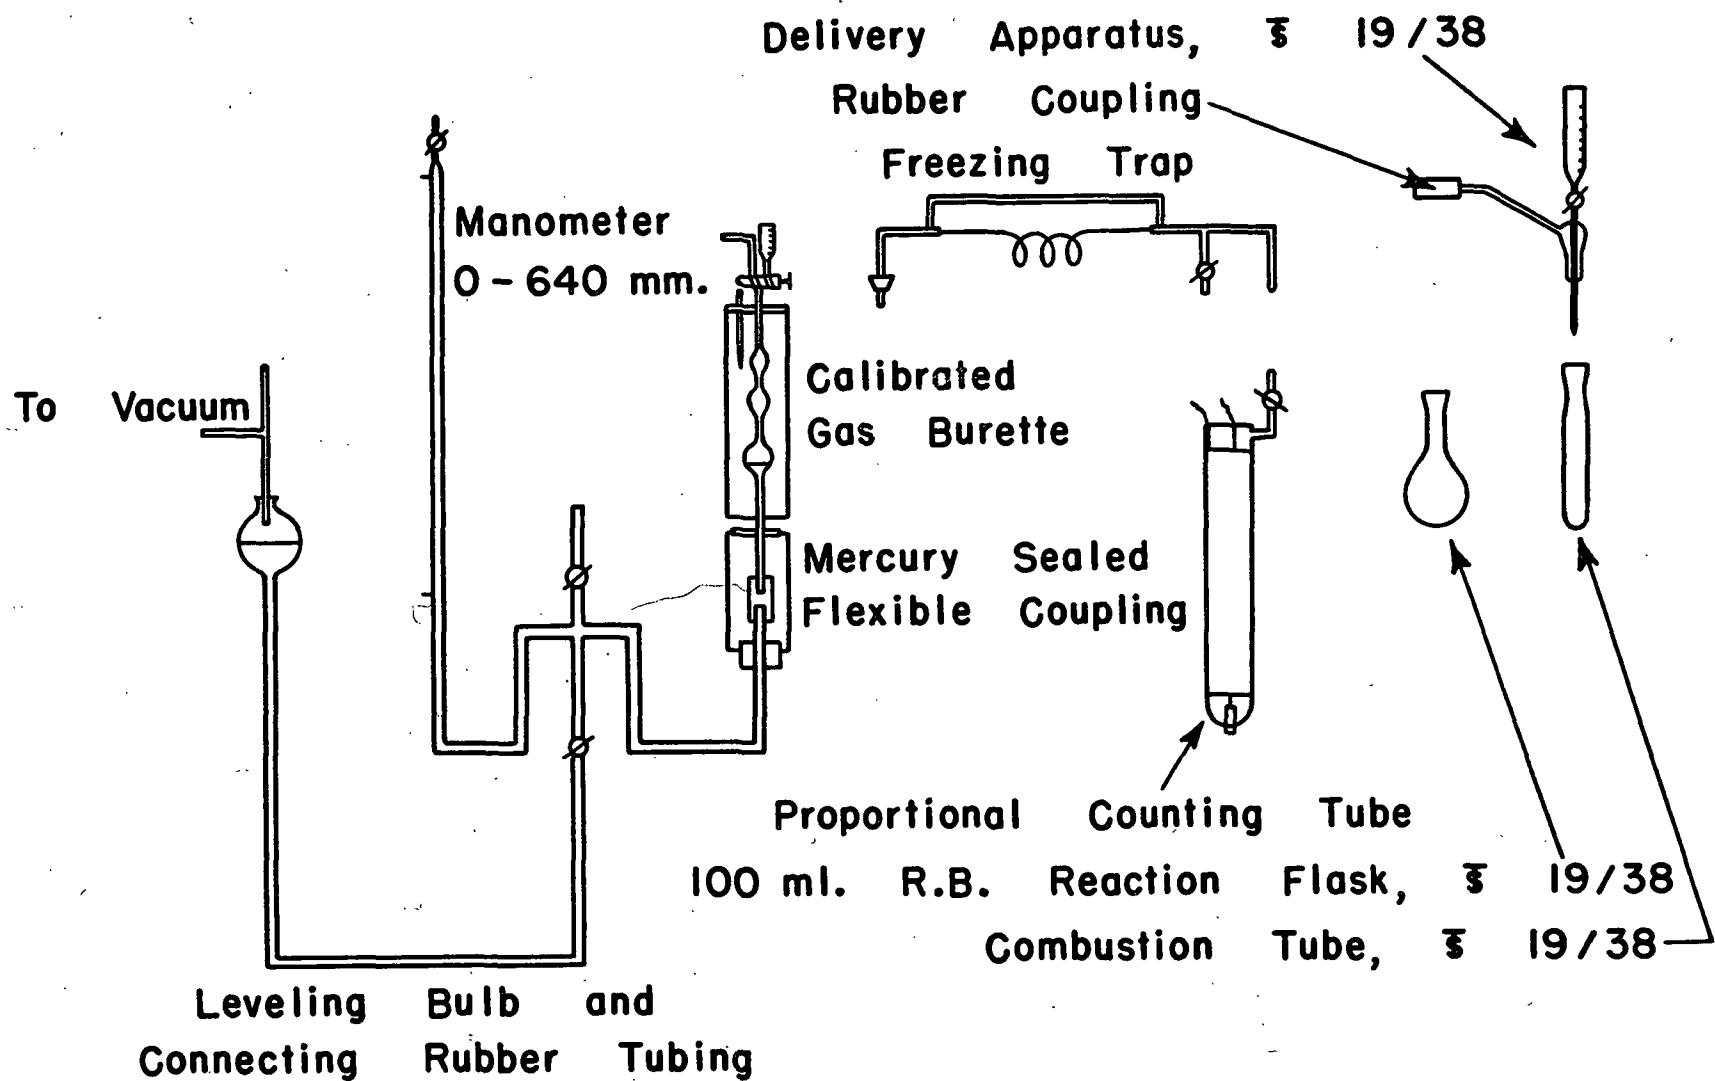 Delivery Apparatus, ⸸ 19/38
Rubber Coupling
Freezing Trap
Manometer
0-640 mm.
To Vacuum
Calibrated
Gas Burette
Mercury Sealed
Flexible Coupling
Proportional Counting Tube
100 ml. R.B. Reaction Flask, ⸸ 19/38
Combustion Tube, ⸸ 19/38
Leveling Bulb and
Connecting Rubber Tubing